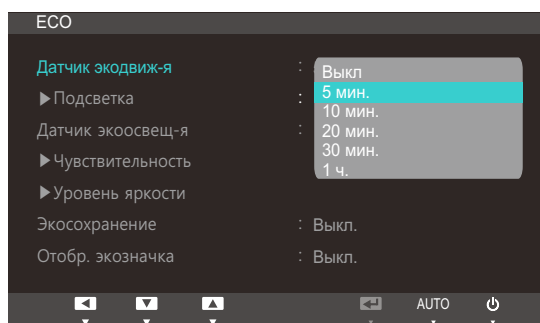 ECO
Датчик экодвиж-я :
Выкл
▶Подсветка :
5 мин.
10 мин.
Датчик экоосвещ-я :
20 мин.
30 мин.
▶Чувствительность
1 ч.
▶Уровень яркости
Экосохранение : Выкл.
Отобр. экозначка : Выкл.
AUTO